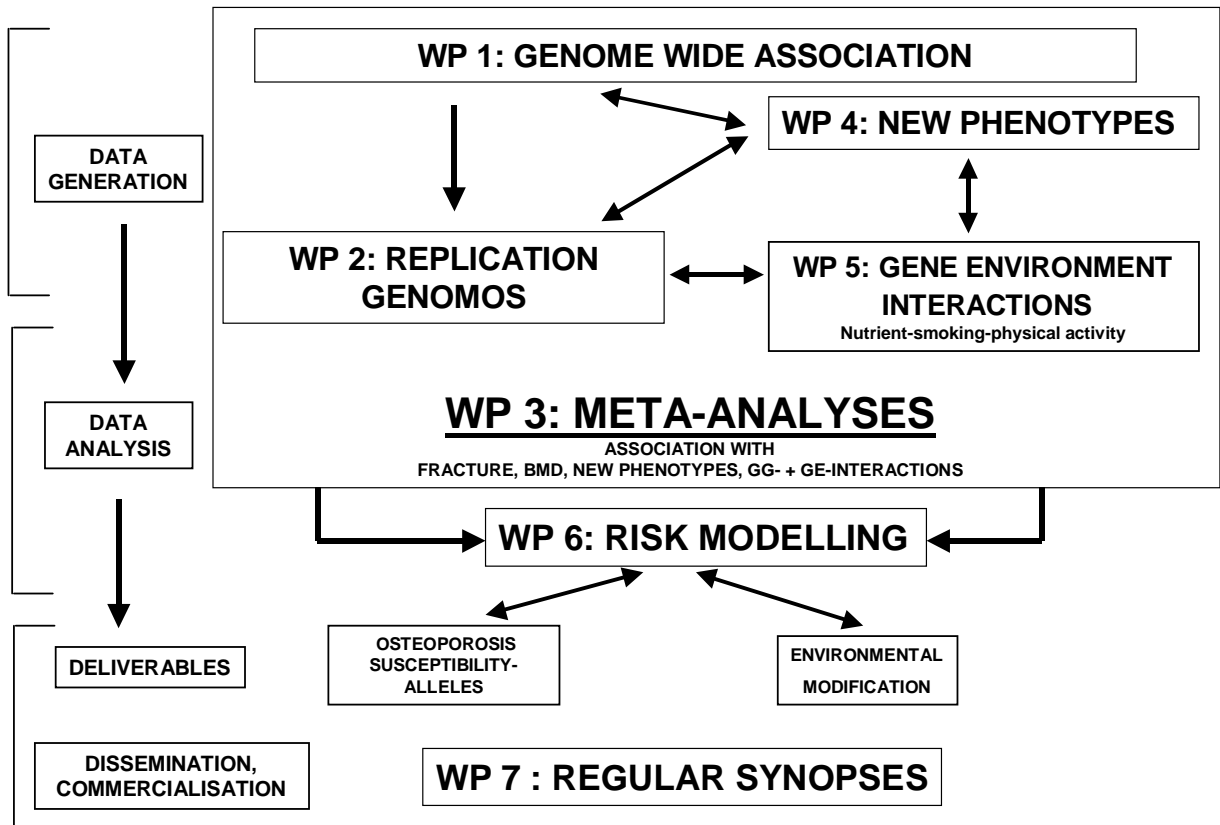 WP 1: GENOME WIDE ASSOCIATION
WP 4: NEW PHENOTYPES
DATA
GENERATION
WP 2: REPLICATION
GENOMOS
WP 5: GENE ENVIRONMENT
INTERACTIONS
Nutrient-smoking-physical activity
DATA
ANALYSIS
WP 3: META-ANALYSES
ASSOCIATION WITH
FRACTURE, BMD, NEW PHENOTYPES, GG- + GE-INTERACTIONS
WP 6: RISK MODELLING
DELIVERABLES
OSTEOPOROSIS
SUSCEPTIBILITY-
ALLELES
ENVIRONMENTAL
MODIFICATION
DISSEMINATION,
COMMERCIALISATION
WP 7 : REGULAR SYNOPSES